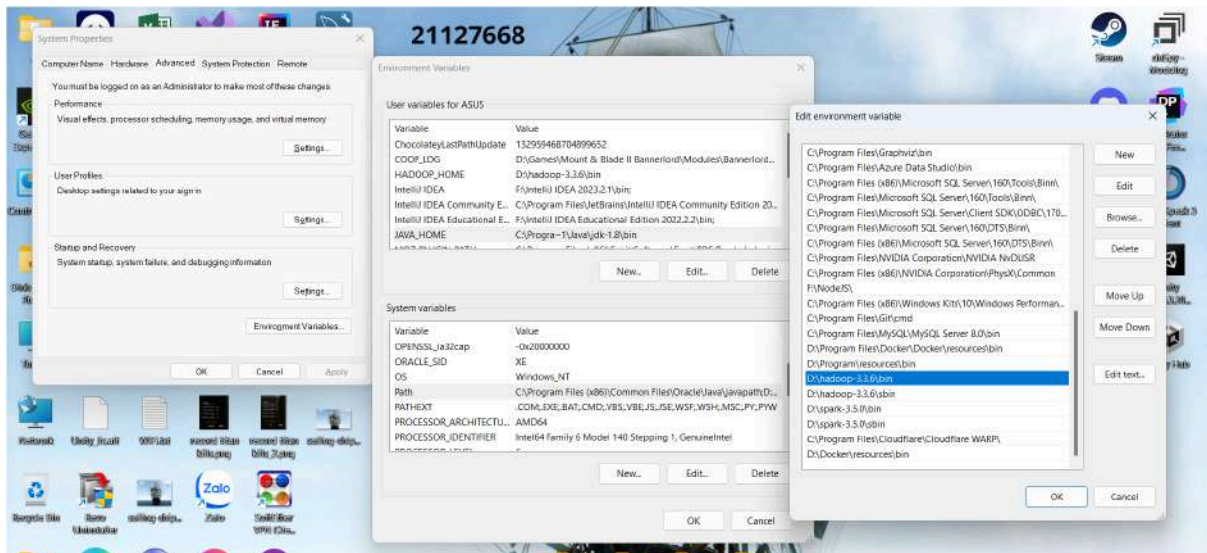 21127668
System Properties
Computer Name Hardware Advanced System Protection Remote
You must be logged on as an Administrator to make most of these changes.
Performance
Visual effects, processor scheduling, memory usage, and virtual memory
Settings...
User Profiles
Desktop settings related to your sign-in
Settings...
Startup and Recovery
System startup, system failure, and debugging information
Settings...
Environment Variables...
OK Cancel Apply
Environment Variables
User variables for ASUS
Variable Value
ChocolateyLastPathUpdate 132959468704899652
COOP_LOG D:\Games\Mount & Blade II Bannerlord\Modules\Bannerlord...
HADOOP_HOME D:\hadoop-3.3.6\bin
IntelliJ IDEA F:\IntelliJ IDEA 2023.2.1\bin;
IntelliJ IDEA Community E... C:\Program Files\JetBrains\IntelliJ IDEA Community Edition 20...
IntelliJ IDEA Educational E... F:\IntelliJ IDEA Educational Edition 2022.2.2\bin;
JAVA_HOME C:\Progra~1\Java\jdk-1.8\bin
New... Edit... Delete
System variables
Variable Value
OPENSSL_ia32cap ~0x20000000
ORACLE_SID XE
OS Windows_NT
Path C:\Program Files (x86)\Common Files\Oracle\Java\javapath;D:...
PATHEXT .COM;.EXE;.BAT;.CMD;.VBS;.VBE;.JS;.JSE;.WSF;.WSH;.MSC;.PY;.PYW
PROCESSOR_ARCHITECTU... AMD64
PROCESSOR_IDENTIFIER Intel64 Family 6 Model 140 Stepping 1, GenuineIntel
New... Edit... Delete
OK Cancel
Edit environment variable
C:\Program Files\Graphviz\bin
C:\Program Files\Azure Data Studio\bin
C:\Program Files (x86)\Microsoft SQL Server\160\Tools\Binn\
C:\Program Files\Microsoft SQL Server\160\Tools\Binn\
C:\Program Files\Microsoft SQL Server\Client SDK\ODBC\170...
C:\Program Files\Microsoft SQL Server\160\DTS\Binn\
C:\Program Files (x86)\Microsoft SQL Server\160\DTS\Binn\
C:\Program Files\NVIDIA Corporation\NVIDIA NvDLISR
C:\Program Files (x86)\NVIDIA Corporation\PhysX\Common
F:\NodeJS\
C:\Program Files (x86)\Windows Kits\10\Windows Performan...
C:\Program Files\Git\cmd
C:\Program Files\MySQL\MySQL Server 8.0\bin
D:\Program Files\Docker\Docker\resources\bin
D:\Program\resources\bin
D:\hadoop-3.3.6\bin
D:\hadoop-3.3.6\sbin
D:\spark-3.5.0\bin
D:\spark-3.5.0\sbin
C:\Program Files\Cloudflare\Cloudflare WARP\
D:\Docker\resources\bin
New
Edit
Browse...
Delete
Move Up
Move Down
Edit text...
OK Cancel
Steam
Network
Recycle Bin
Revo Uninstaller
sailing-ship...
Zalo
Zalo